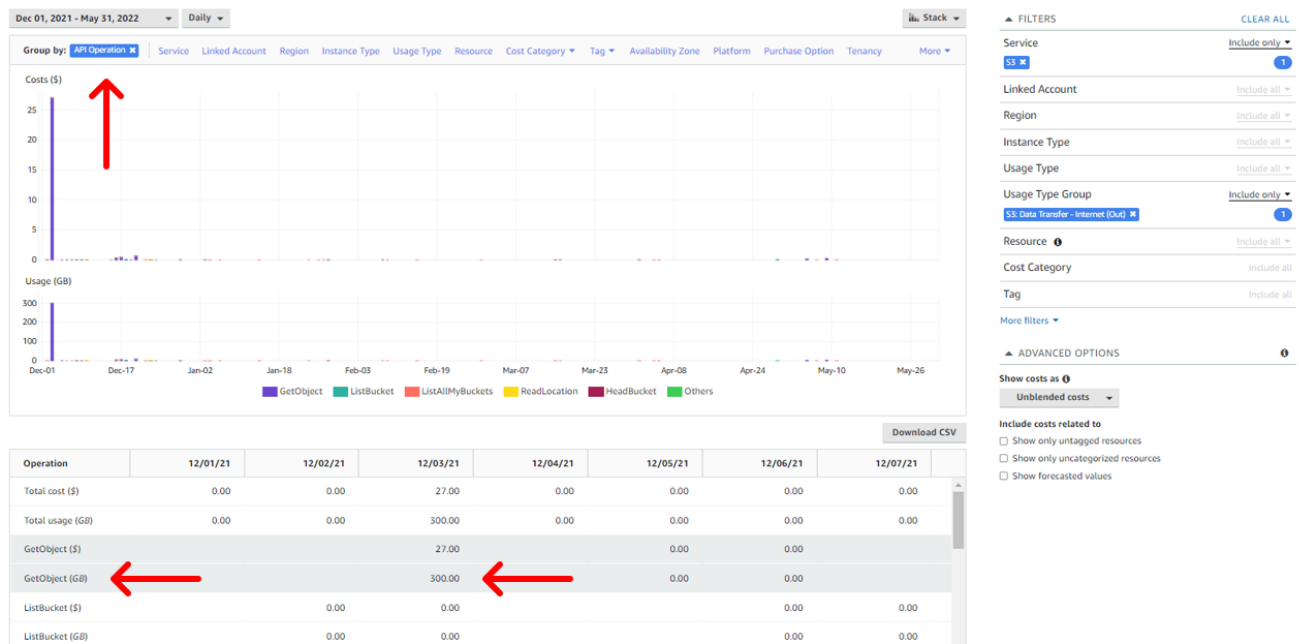 Dec 01, 2021 - May 31, 2022 Daily Stack
Group by: API Operation Service Linked Account Region Instance Type Usage Type Resource Cost Category Tag Availability Zone Platform Purchase Option Tenancy More
Costs ($)
25
20
15
10
5
0
Usage (GB)
300
200
100
0
Dec-01 Dec-17 Jan-02 Jan-18 Feb-03 Feb-19 Mar-07 Mar-23 Apr-08 Apr-24 May-10 May-26
GetObject ListBucket ListAllMyBuckets ReadLocation HeadBucket Others
Download CSV
Operation 12/01/21 12/02/21 12/03/21 12/04/21 12/05/21 12/06/21 12/07/21
Total cost ($) 0.00 0.00 27.00 0.00 0.00 0.00 0.00
Total usage (GB) 0.00 0.00 300.00 0.00 0.00 0.00 0.00
GetObject ($) 27.00 0.00 0.00
GetObject (GB) 300.00 0.00 0.00
ListBucket ($) 0.00 0.00 0.00 0.00
ListBucket (GB) 0.00 0.00 0.00 0.00
FILTERS CLEAR ALL
Service Include only
S3 1
Linked Account Include all
Region Include all
Instance Type Include all
Usage Type Include all
Usage Type Group Include only
S3: Data Transfer - Internet (Out) 1
Resource Include all
Cost Category Include all
Tag Include all
More filters
ADVANCED OPTIONS
Show costs as
Unblended costs
Include costs related to
Show only untagged resources
Show only uncategorized resources
Show forecasted values